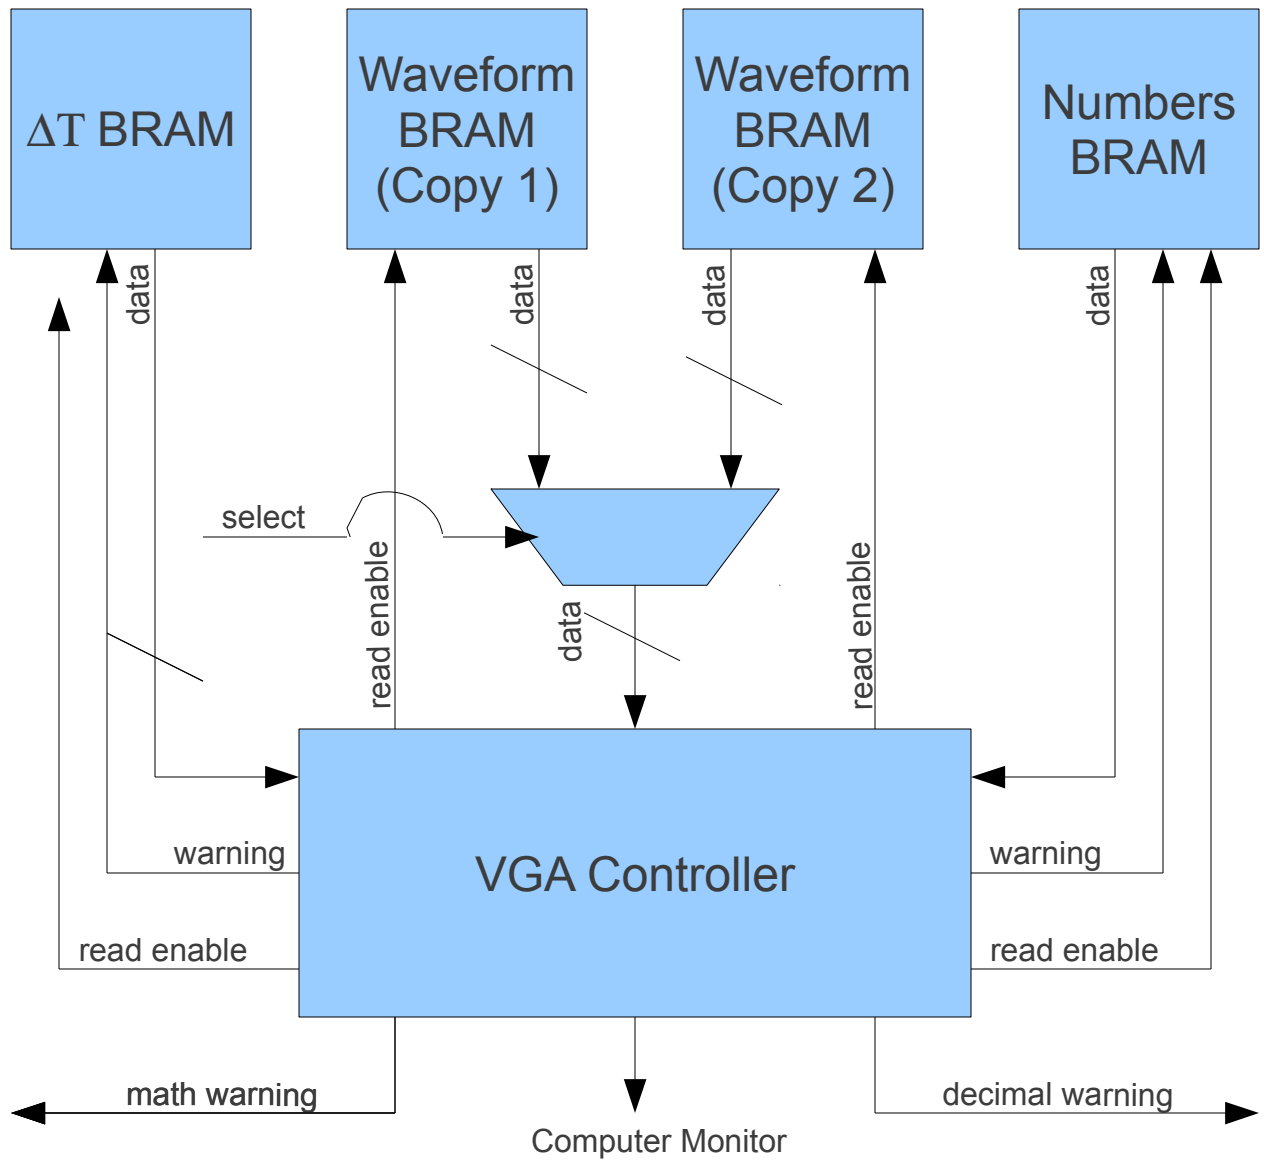 ΔT BRAM
Waveform
BRAM
(Copy 1)
Waveform
BRAM
(Copy 2)
Numbers
BRAM
data
data
data
data
select
read enable
data
read enable
warning
VGA Controller
warning
read enable
read enable
math warning
decimal warning
Computer Monitor